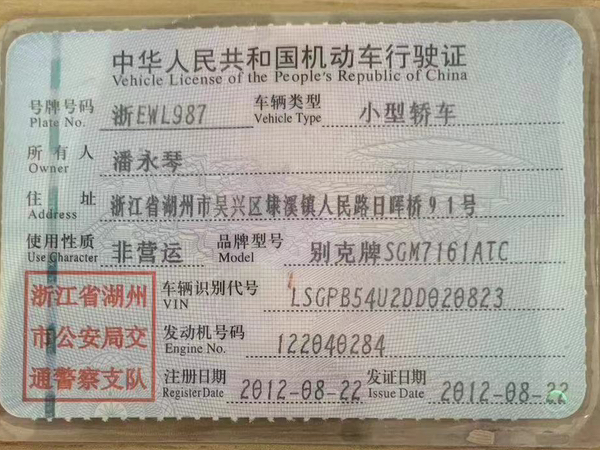 中华人民共和国机动车行驶证
Vehicle License of the People's Republic of China
号牌号码 浙EWL987 车辆类型 小型轿车
Plate No. Vehicle Type
所有人 潘永琴
Owner
住址 浙江省湖州市吴兴区埭溪镇人民路日晖桥91号
Address
使用性质 非营运 品牌型号 别克牌SGM7161ATC
Use Character Model
浙江省湖州
市公安局交
通警察支队
车辆识别代号 LSGPB54U2DD020823
VIN
发动机号码 122040284
Engine No.
注册日期 2012-08-22 发证日期 2012-08-22
Register Date Issue Date